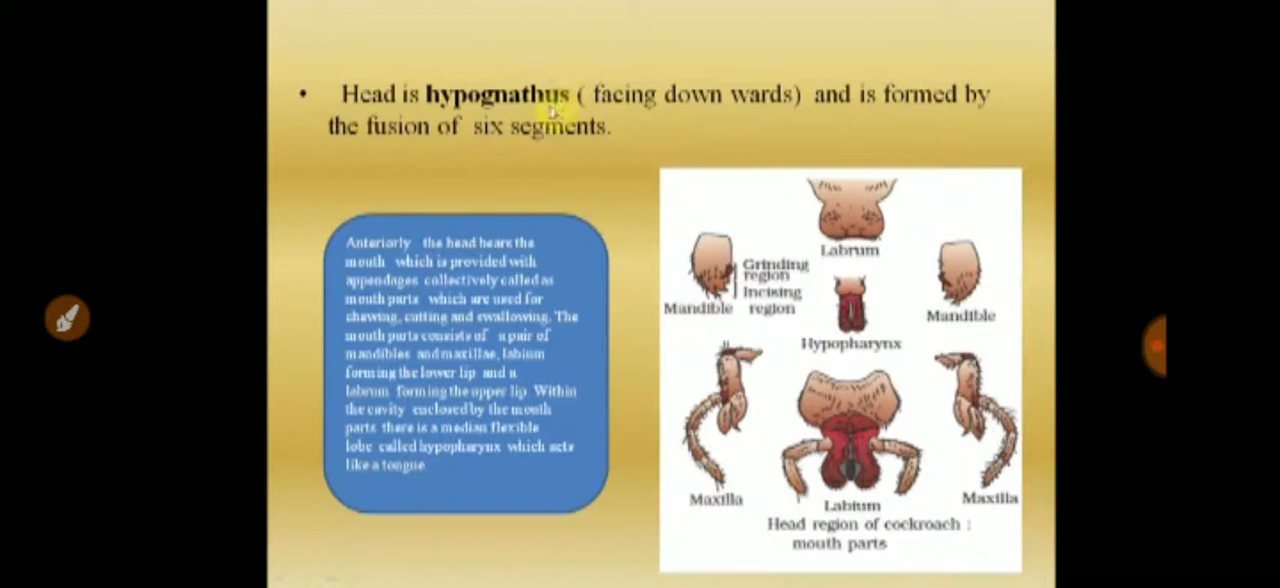 • Head is hypognathus ( facing down wards) and is formed by
the fusion of six segments.
Anteriorly the head bears the
mouth which is provided with
appendages collectively called as
mouth parts which are used for
chewing, cutting and swallowing. The
mouth parts consists of a pair of
mandibles and maxillae, labium
forming the lower lip and a
labrum forming the upper lip Within
the cavity enclosed by the mouth
parts there is a median flexible
lobe called hypopharynx which acts
like a tongue
Labrum
Grinding
region
Incising
region
Mandible
Mandible
Hypopharynx
Maxilla
Labium
Maxilla
Head region of cockroach :
mouth parts